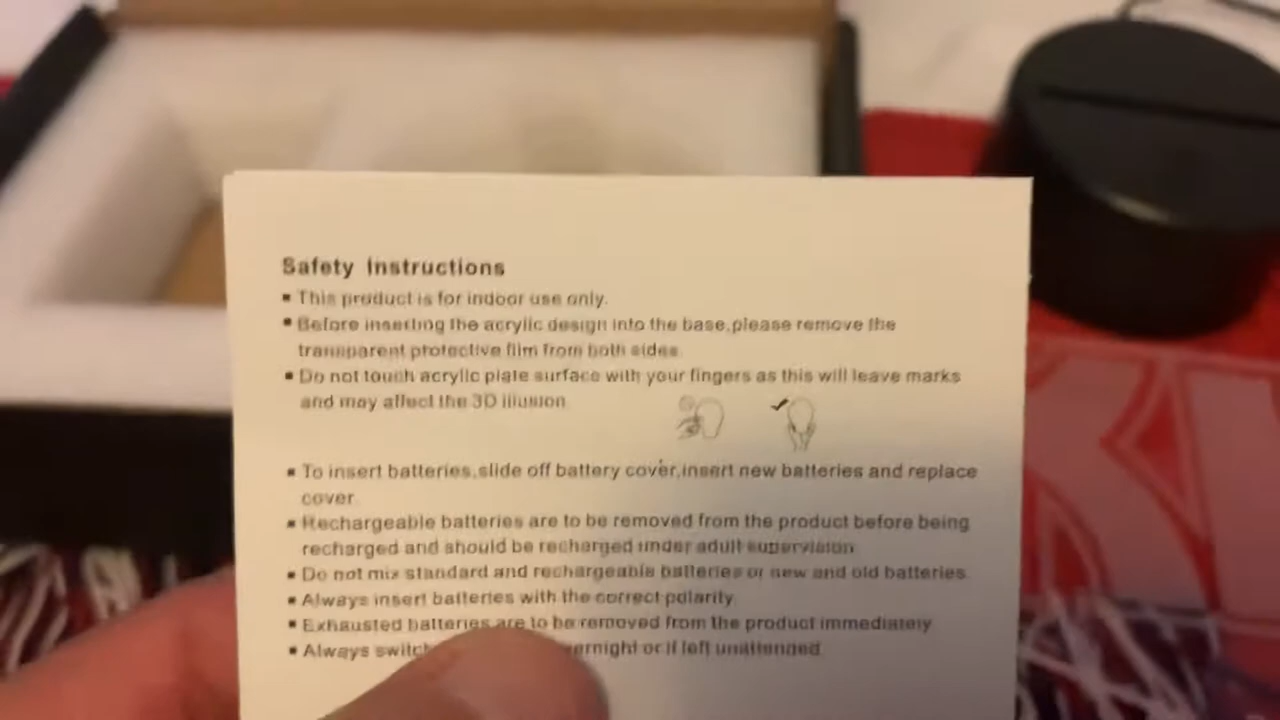 Safety Instructions
▪ This product is for indoor use only.
▪ Before inserting the acrylic design into the base,please remove the
transparent protective film from both sides.
▪ Do not touch acrylic plate surface with your fingers as this will leave marks
and may affect the 3D illusion
▪ To insert batteries,slide off battery cover,insert new batteries and replace
cover
▪ Rechargeable batteries are to be removed from the product before being
recharged and should be recharged under adult supervision
▪ Do not mix standard and rechargeable batteries or new and old batteries
▪ Always insert batteries with the correct polarity.
▪ Exhausted batteries are to be removed from the product immediately
▪ Always or if left unattended